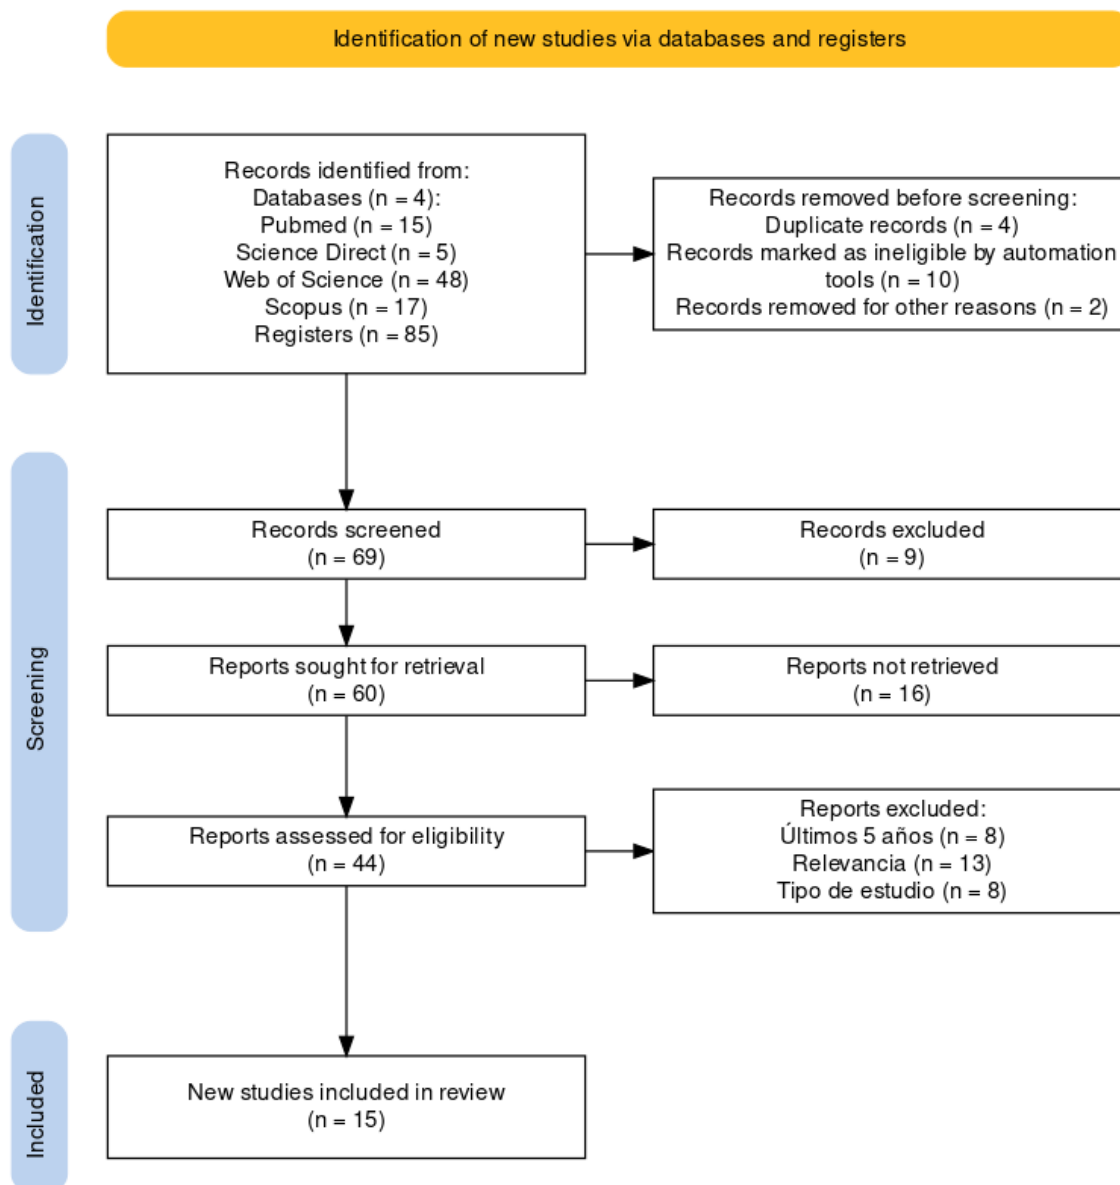 Identification of new studies via databases and registers
Identification
Records identified from:
Databases (n = 4):
Pubmed (n = 15)
Science Direct (n = 5)
Web of Science (n = 48)
Scopus (n = 17)
Registers (n = 85)
Records removed before screening:
Duplicate records (n = 4)
Records marked as ineligible by automation
tools (n = 10)
Records removed for other reasons (n = 2)
Screening
Records screened
(n = 69)
Records excluded
(n = 9)
Reports sought for retrieval
(n = 60)
Reports not retrieved
(n = 16)
Reports assessed for eligibility
(n = 44)
Reports excluded:
Últimos 5 años (n = 8)
Relevancia (n = 13)
Tipo de estudio (n = 8)
Included
New studies included in review
(n = 15)